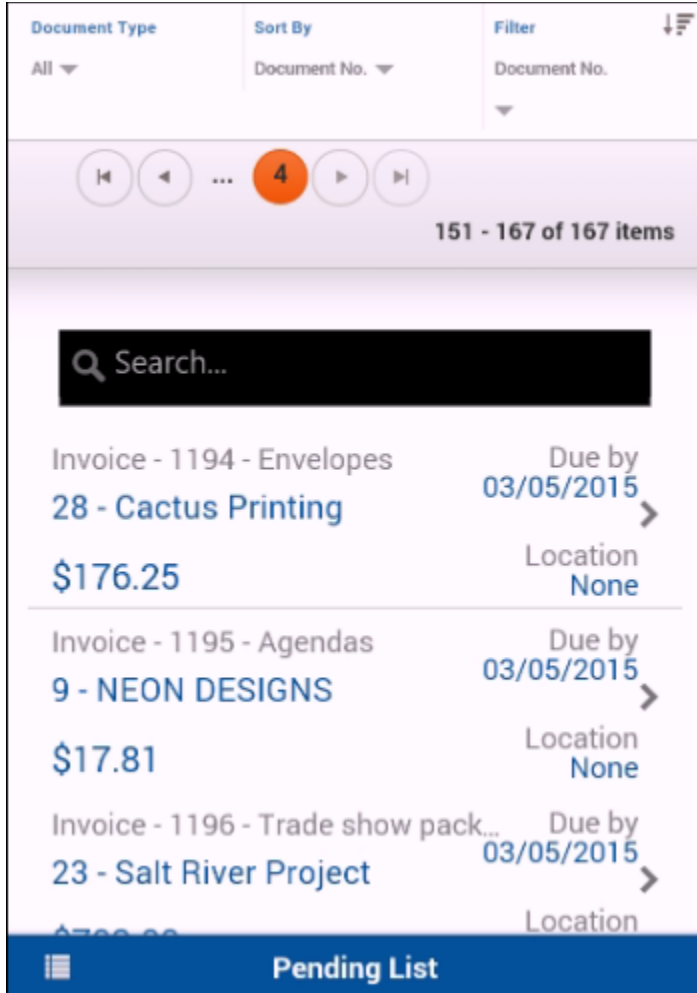 Document Type Sort By Filter
All Document No. Document No.
... 4
151 - 167 of 167 items
Search...
Invoice - 1194 - Envelopes Due by
28 - Cactus Printing 03/05/2015
$176.25 Location
None
Invoice - 1195 - Agendas Due by
9 - NEON DESIGNS 03/05/2015
$17.81 Location
None
Invoice - 1196 - Trade show pack... Due by
23 - Salt River Project 03/05/2015
Location
Pending List